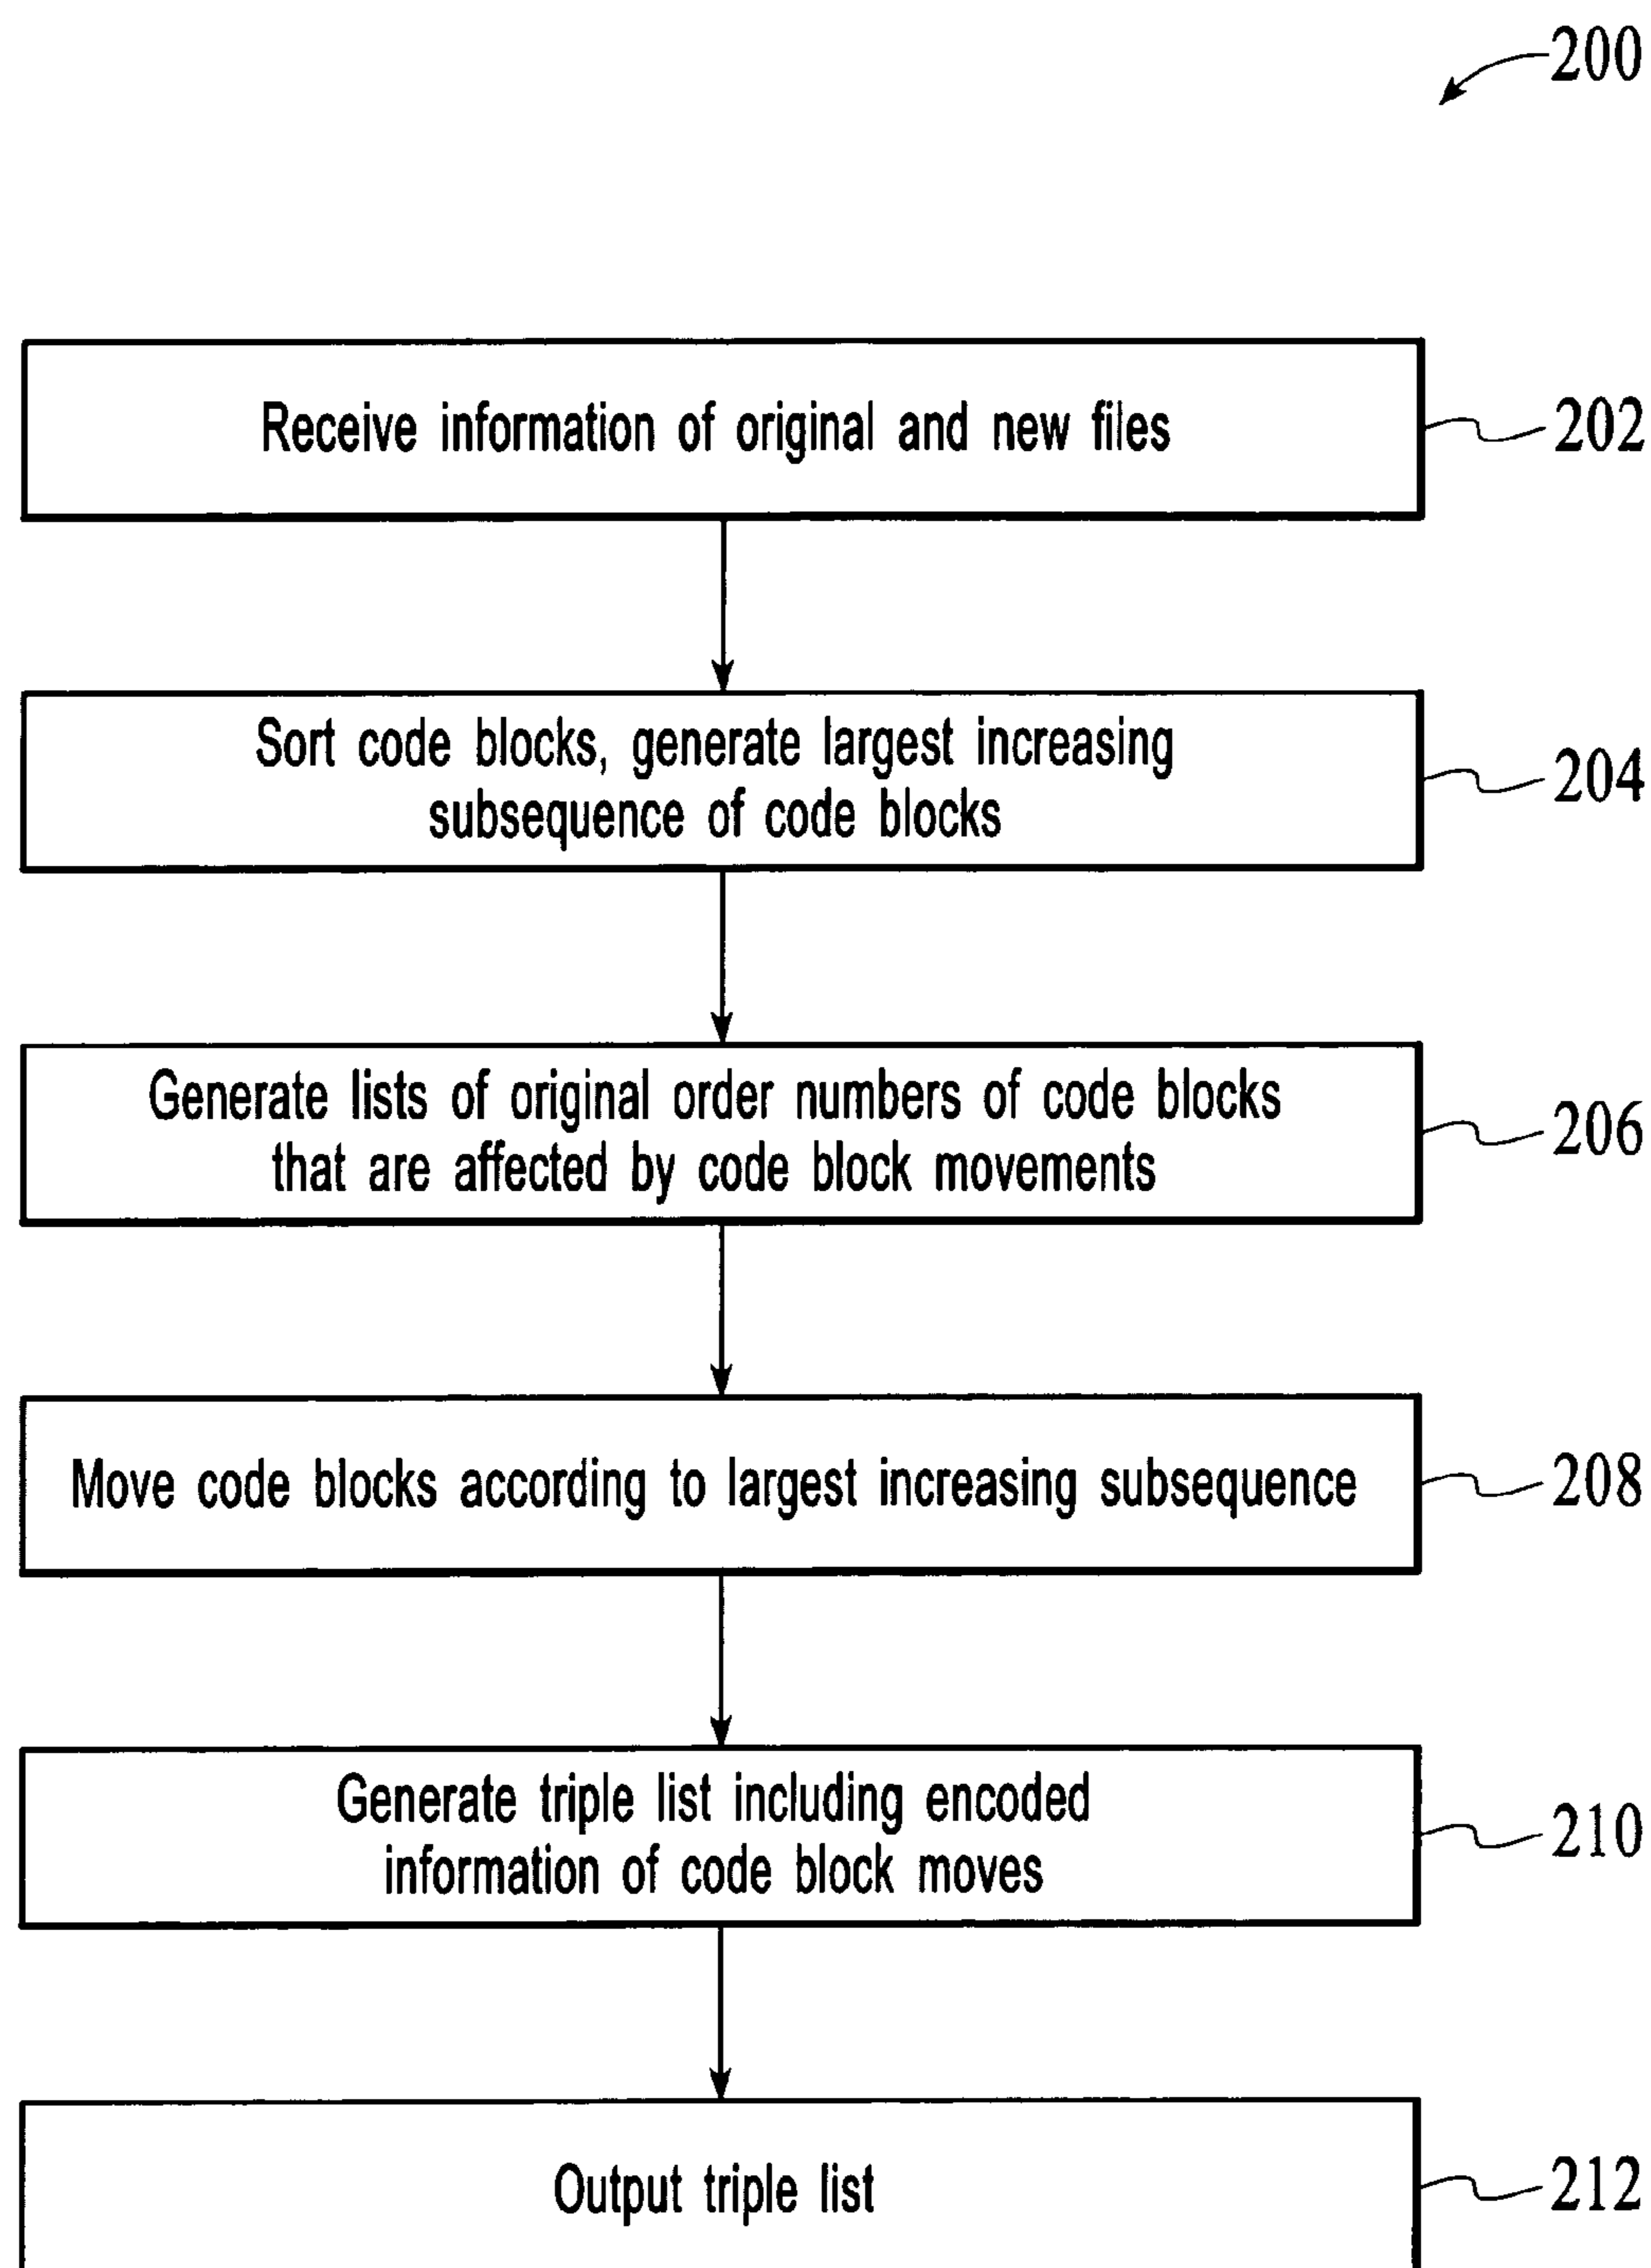 200
Receive information of original and new files
202
Sort code blocks, generate largest increasing
subsequence of code blocks
204
Generate lists of original order numbers of code blocks
that are affected by code block movements
206
Move code blocks according to largest increasing subsequence
208
Generate triple list including encoded
information of code block moves
210
Output triple list
212